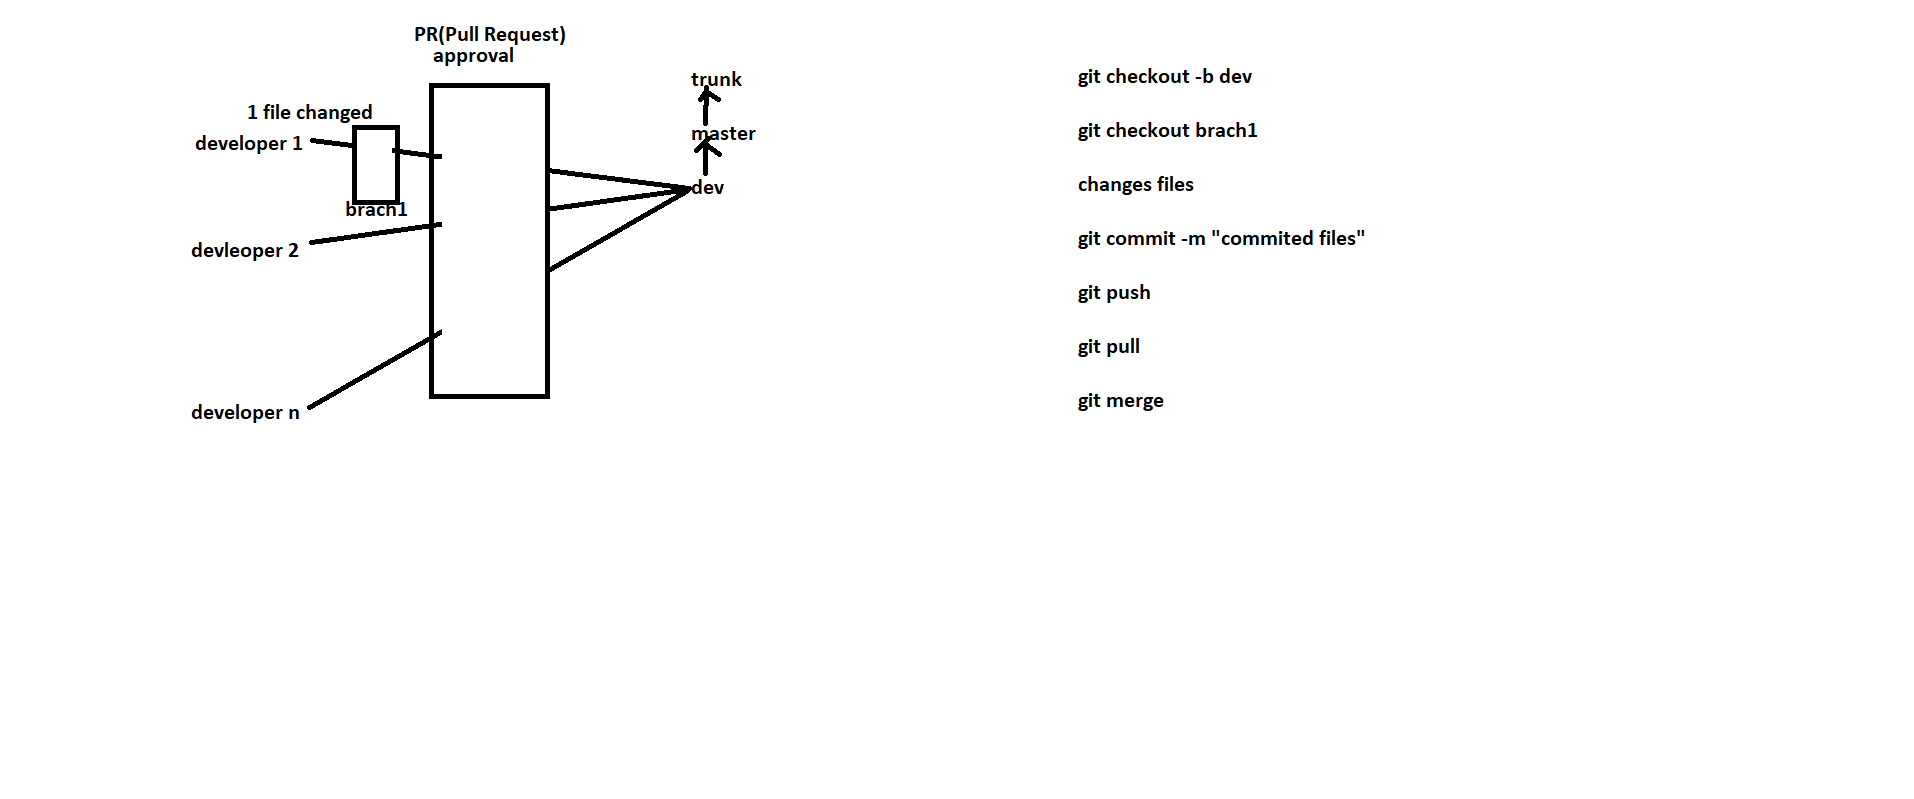 PR(Pull Request)
approval
trunk
1 file changed
master
developer 1
dev
brach1
devleoper 2
developer n
git checkout -b dev
git checkout brach1
changes files
git commit -m "commited files"
git push
git pull
git merge